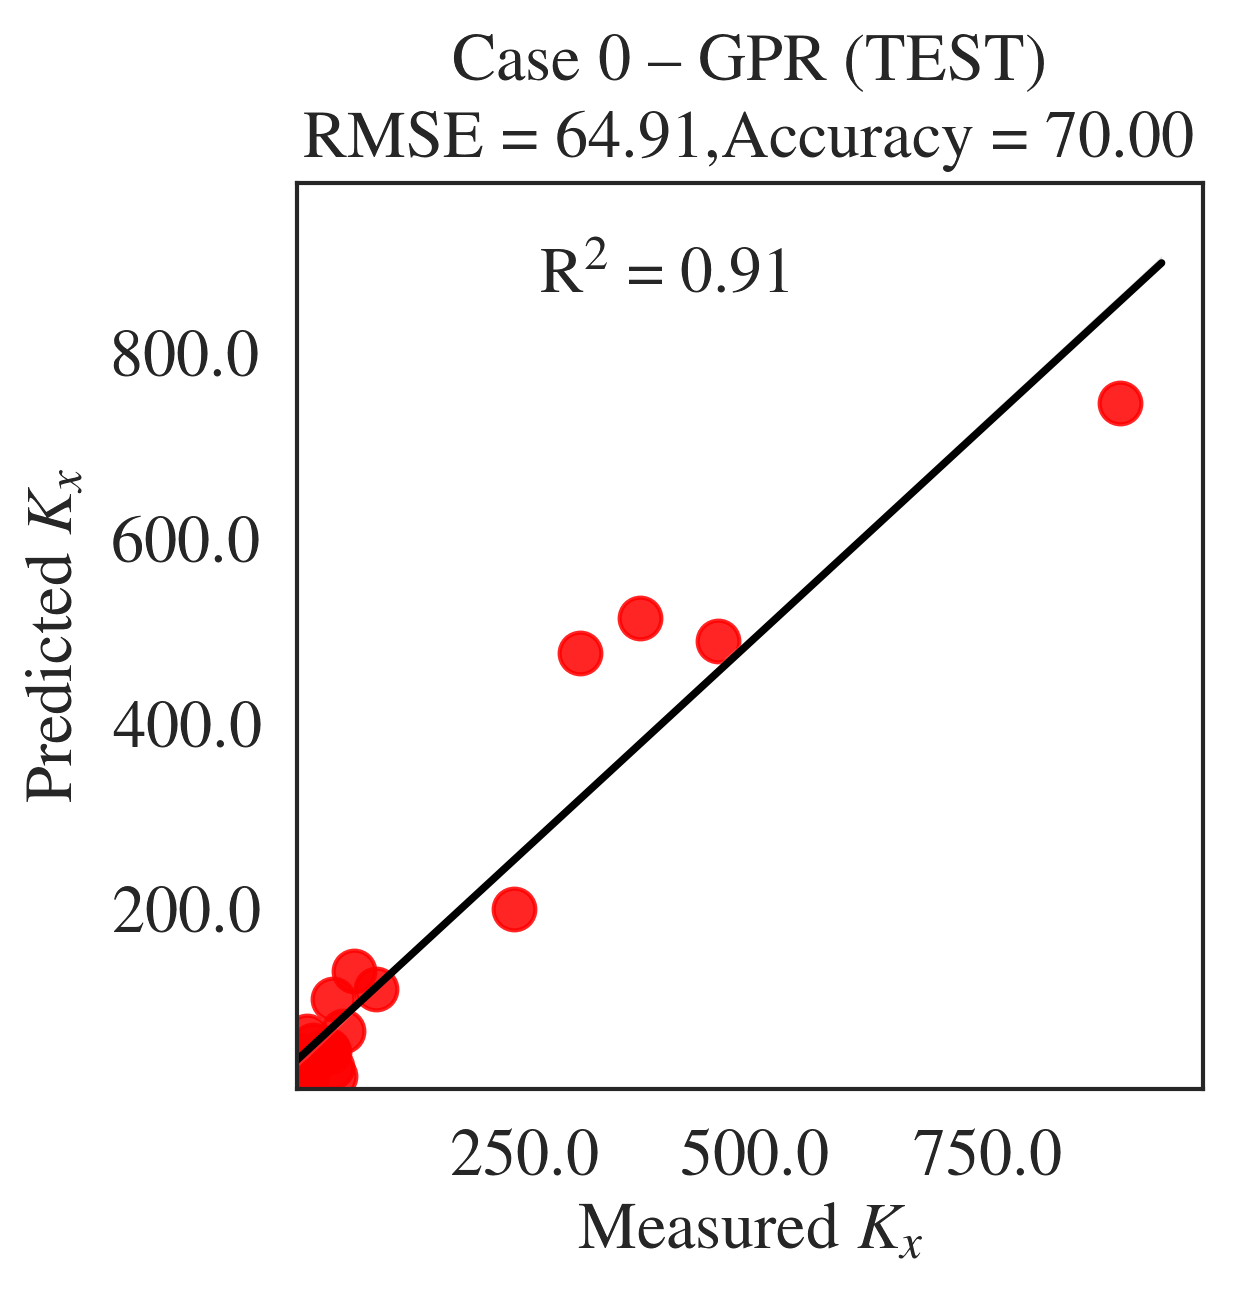 Case 0 – GPR (TEST)
RMSE = 64.91,Accuracy = 70.00
R² = 0.91
800.0
600.0
400.0
200.0
Predicted Kₓ
250.0 500.0 750.0
Measured Kₓ